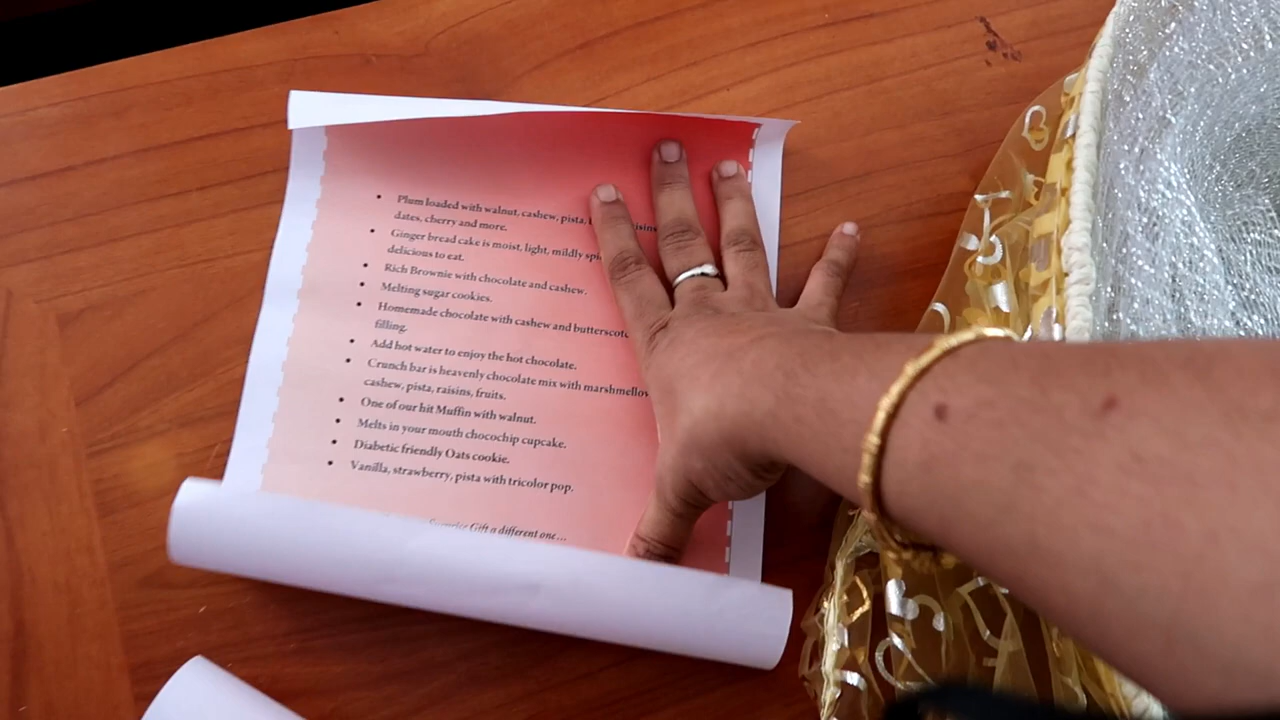 • Plum loaded with walnut, cashew, pista,
dates, cherry and more.
• Ginger bread cake is moist, light, mildly
delicious to eat.
• Rich Brownie with chocolate and cashew.
• Melting sugar cookies.
• Homemade chocolate with cashew and
filling.
• Add hot water to enjoy the hot chocolate.
• Crunch bar is heavenly chocolate mix with
cashew, pista, raisins, fruits.
• One of our hit Muffin with walnut.
• Melts in your mouth chocochip cupcake.
• Diabetic friendly Oats cookie.
• Vanilla, strawberry, pista with tricolor pop.
Gift a different one...